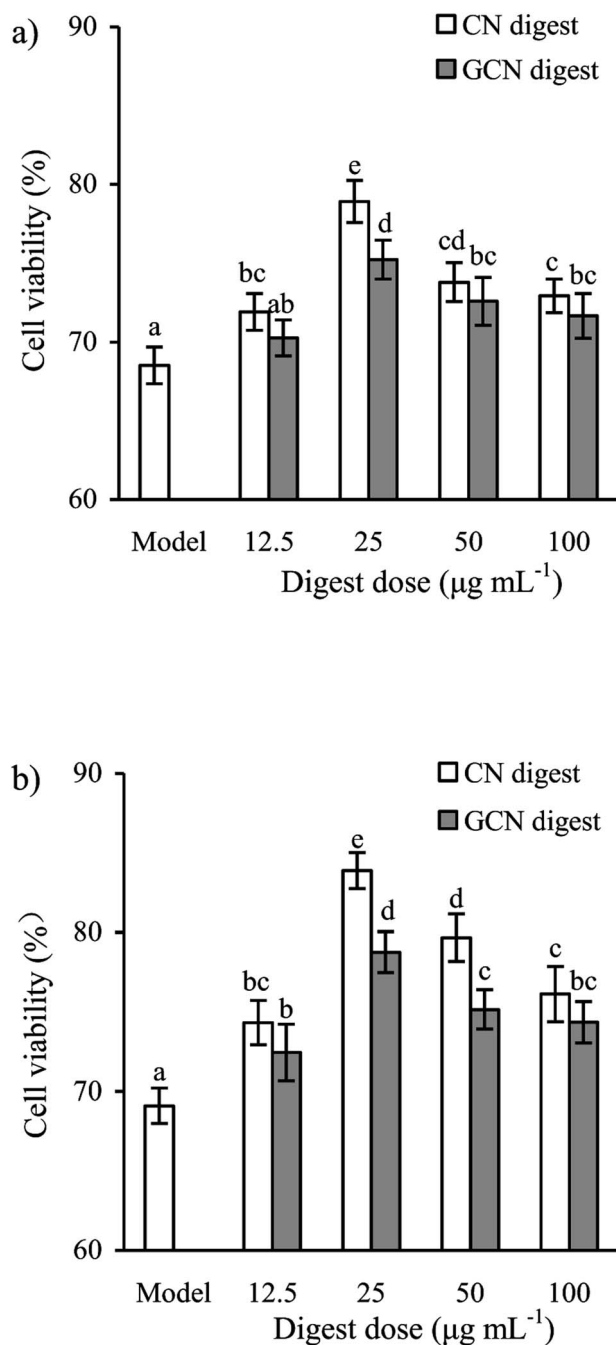 a)
90
80
70
60
Cell viability (%)
CN digest
GCN digest
a
bc
ab
e
d
cd
bc
c
bc
Model 12.5 25 50 100
Digest dose (μg mL⁻¹)
b)
90
80
70
60
Cell viability (%)
CN digest
GCN digest
a
bc
b
e
d
d
c
c
bc
Model 12.5 25 50 100
Digest dose (μg mL⁻¹)